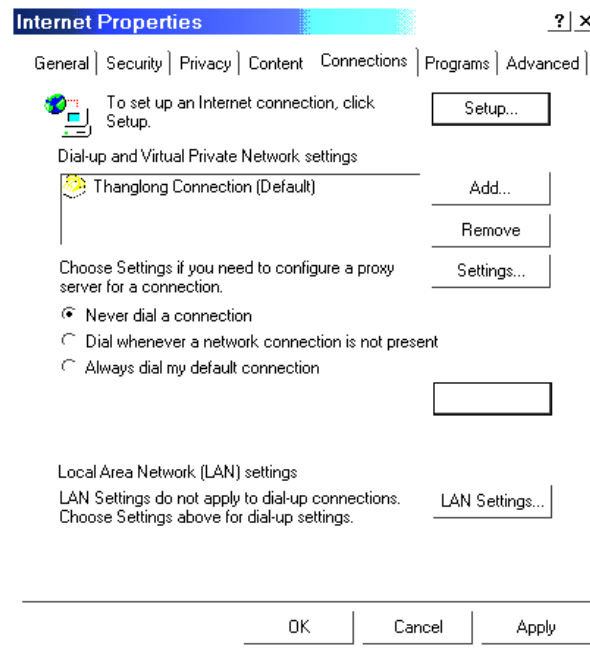 Internet Properties ? ×
General Security Privacy Content Connections Programs Advanced
To set up an Internet connection, click
Setup.
Setup...
Dial-up and Virtual Private Network settings
Thanglong Connection (Default)
Add...
Remove
Choose Settings if you need to configure a proxy
server for a connection.
Settings...
Never dial a connection
Dial whenever a network connection is not present
Always dial my default connection
Local Area Network (LAN) settings
LAN Settings do not apply to dial-up connections.
Choose Settings above for dial-up settings.
LAN Settings...
OK Cancel Apply